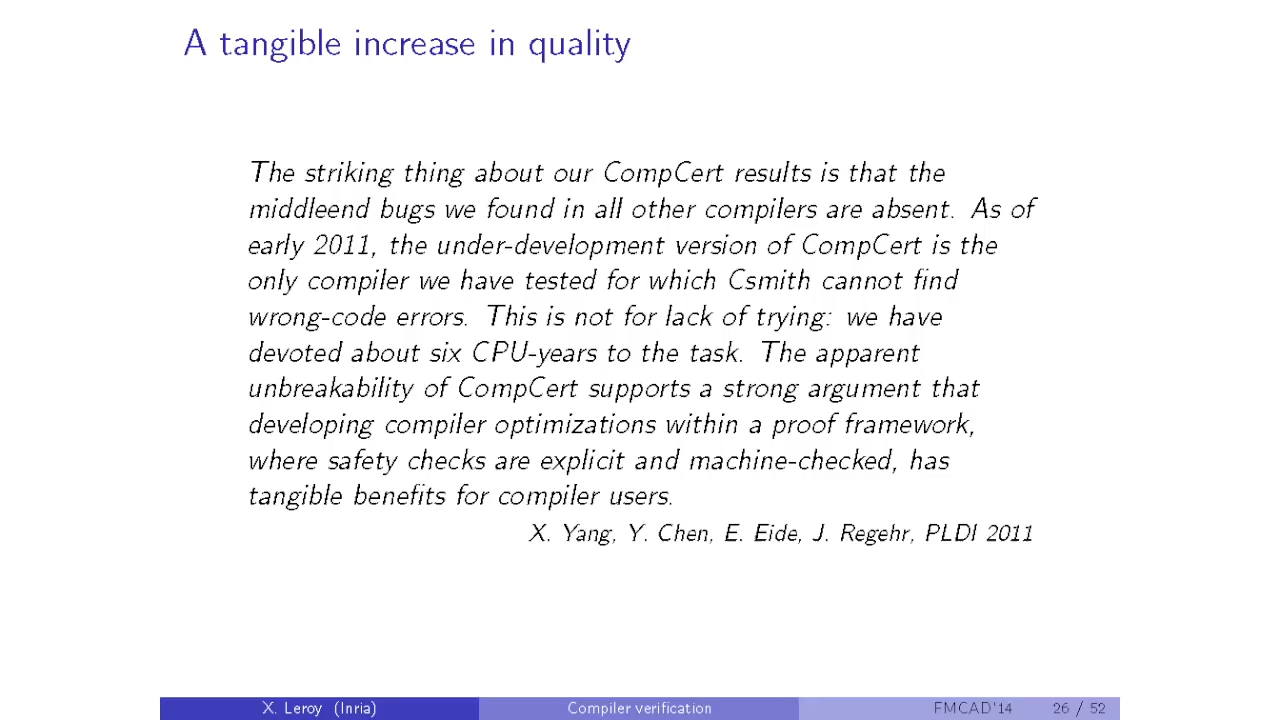 A tangible increase in quality
The striking thing about our CompCert results is that the
middleend bugs we found in all other compilers are absent. As of
early 2011, the under-development version of CompCert is the
only compiler we have tested for which Csmith cannot find
wrong-code errors. This is not for lack of trying: we have
devoted about six CPU-years to the task. The apparent
unbreakability of CompCert supports a strong argument that
developing compiler optimizations within a proof framework,
where safety checks are explicit and machine-checked, has
tangible benefits for compiler users.
X. Yang, Y. Chen, E. Eide, J. Regehr, PLDI 2011
X. Leroy (Inria) Compiler verification FMCAD'14 26 / 52